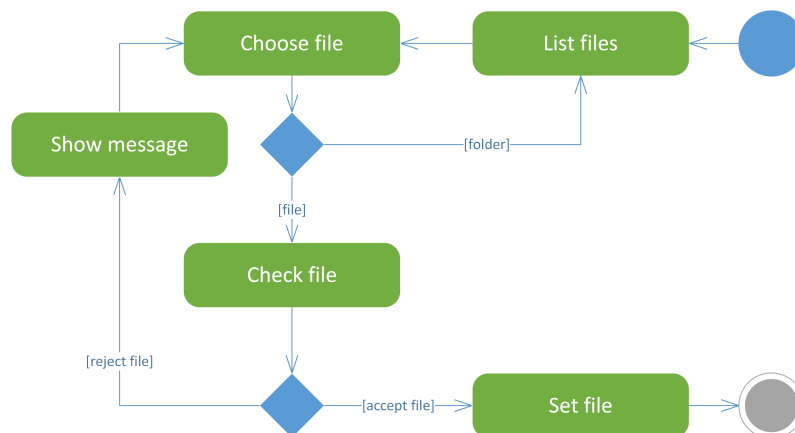 Choose file
List files
Show message
[folder]
[file]
Check file
[reject file]
[accept file]
Set file